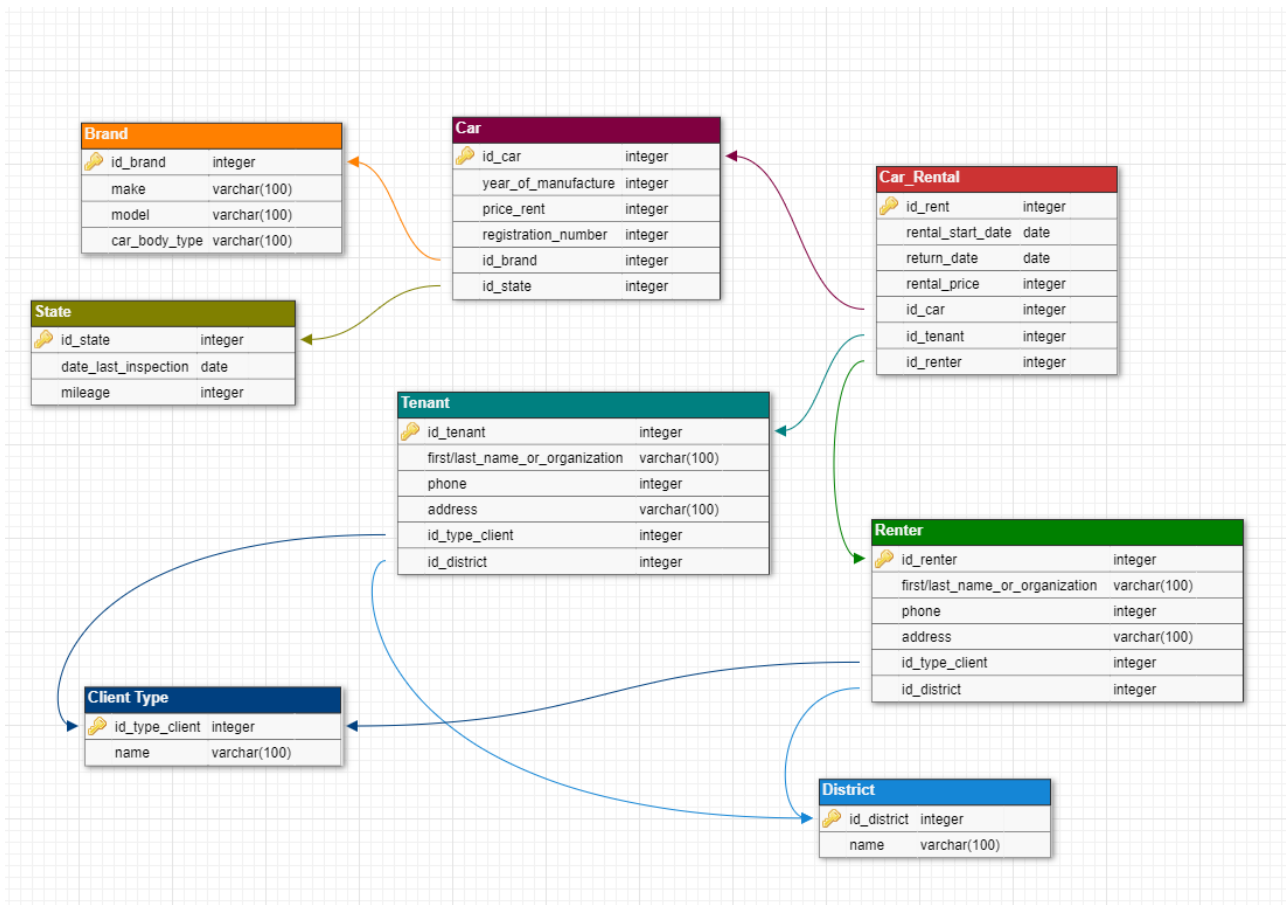 Brand
id_brand integer
make varchar(100)
model varchar(100)
car_body_type varchar(100)
Car
id_car integer
year_of_manufacture integer
price_rent integer
registration_number integer
id_brand integer
id_state integer
Car_Rental
id_rent integer
rental_start_date date
return_date date
rental_price integer
id_car integer
id_tenant integer
id_renter integer
State
id_state integer
date_last_inspection date
mileage integer
Tenant
id_tenant integer
first/last_name_or_organization varchar(100)
phone integer
address varchar(100)
id_type_client integer
id_district integer
Renter
id_renter integer
first/last_name_or_organization varchar(100)
phone integer
address varchar(100)
id_type_client integer
id_district integer
Client Type
id_type_client integer
name varchar(100)
District
id_district integer
name varchar(100)